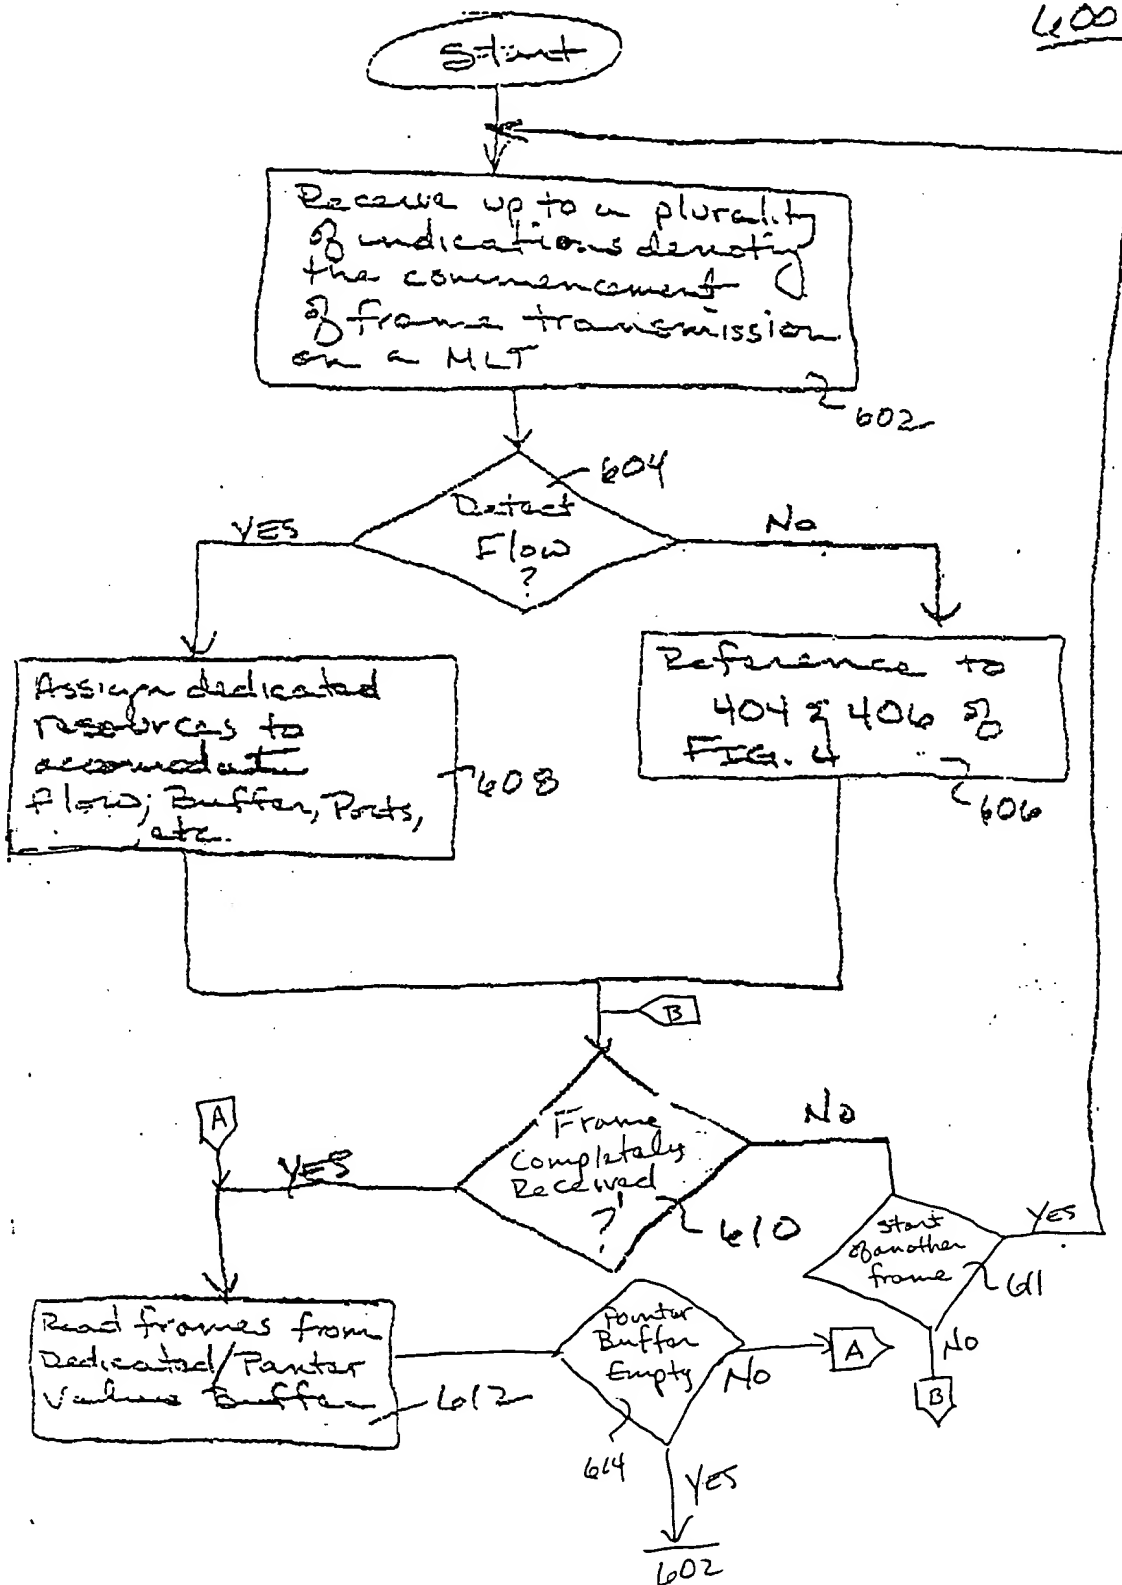 600
Start
Receive up to a plurality
of indications denoting
the commencement
of frame transmission
on a MLT
602
604
Detect
Flow
?
YES
No
Assign dedicated
resources to
accomodate
flow; Buffer, Ports,
etc.
608
Reference to
404 & 406 of
FIG. 4
606
B
A
Frame
Completely
Received
?
YES
No
610
start
of another
frame
YES
611
No
B
Read frames from
Dedicated/Pointer
Values Buffer
612
Pointer
Buffer
Empty
No
A
614
YES
602